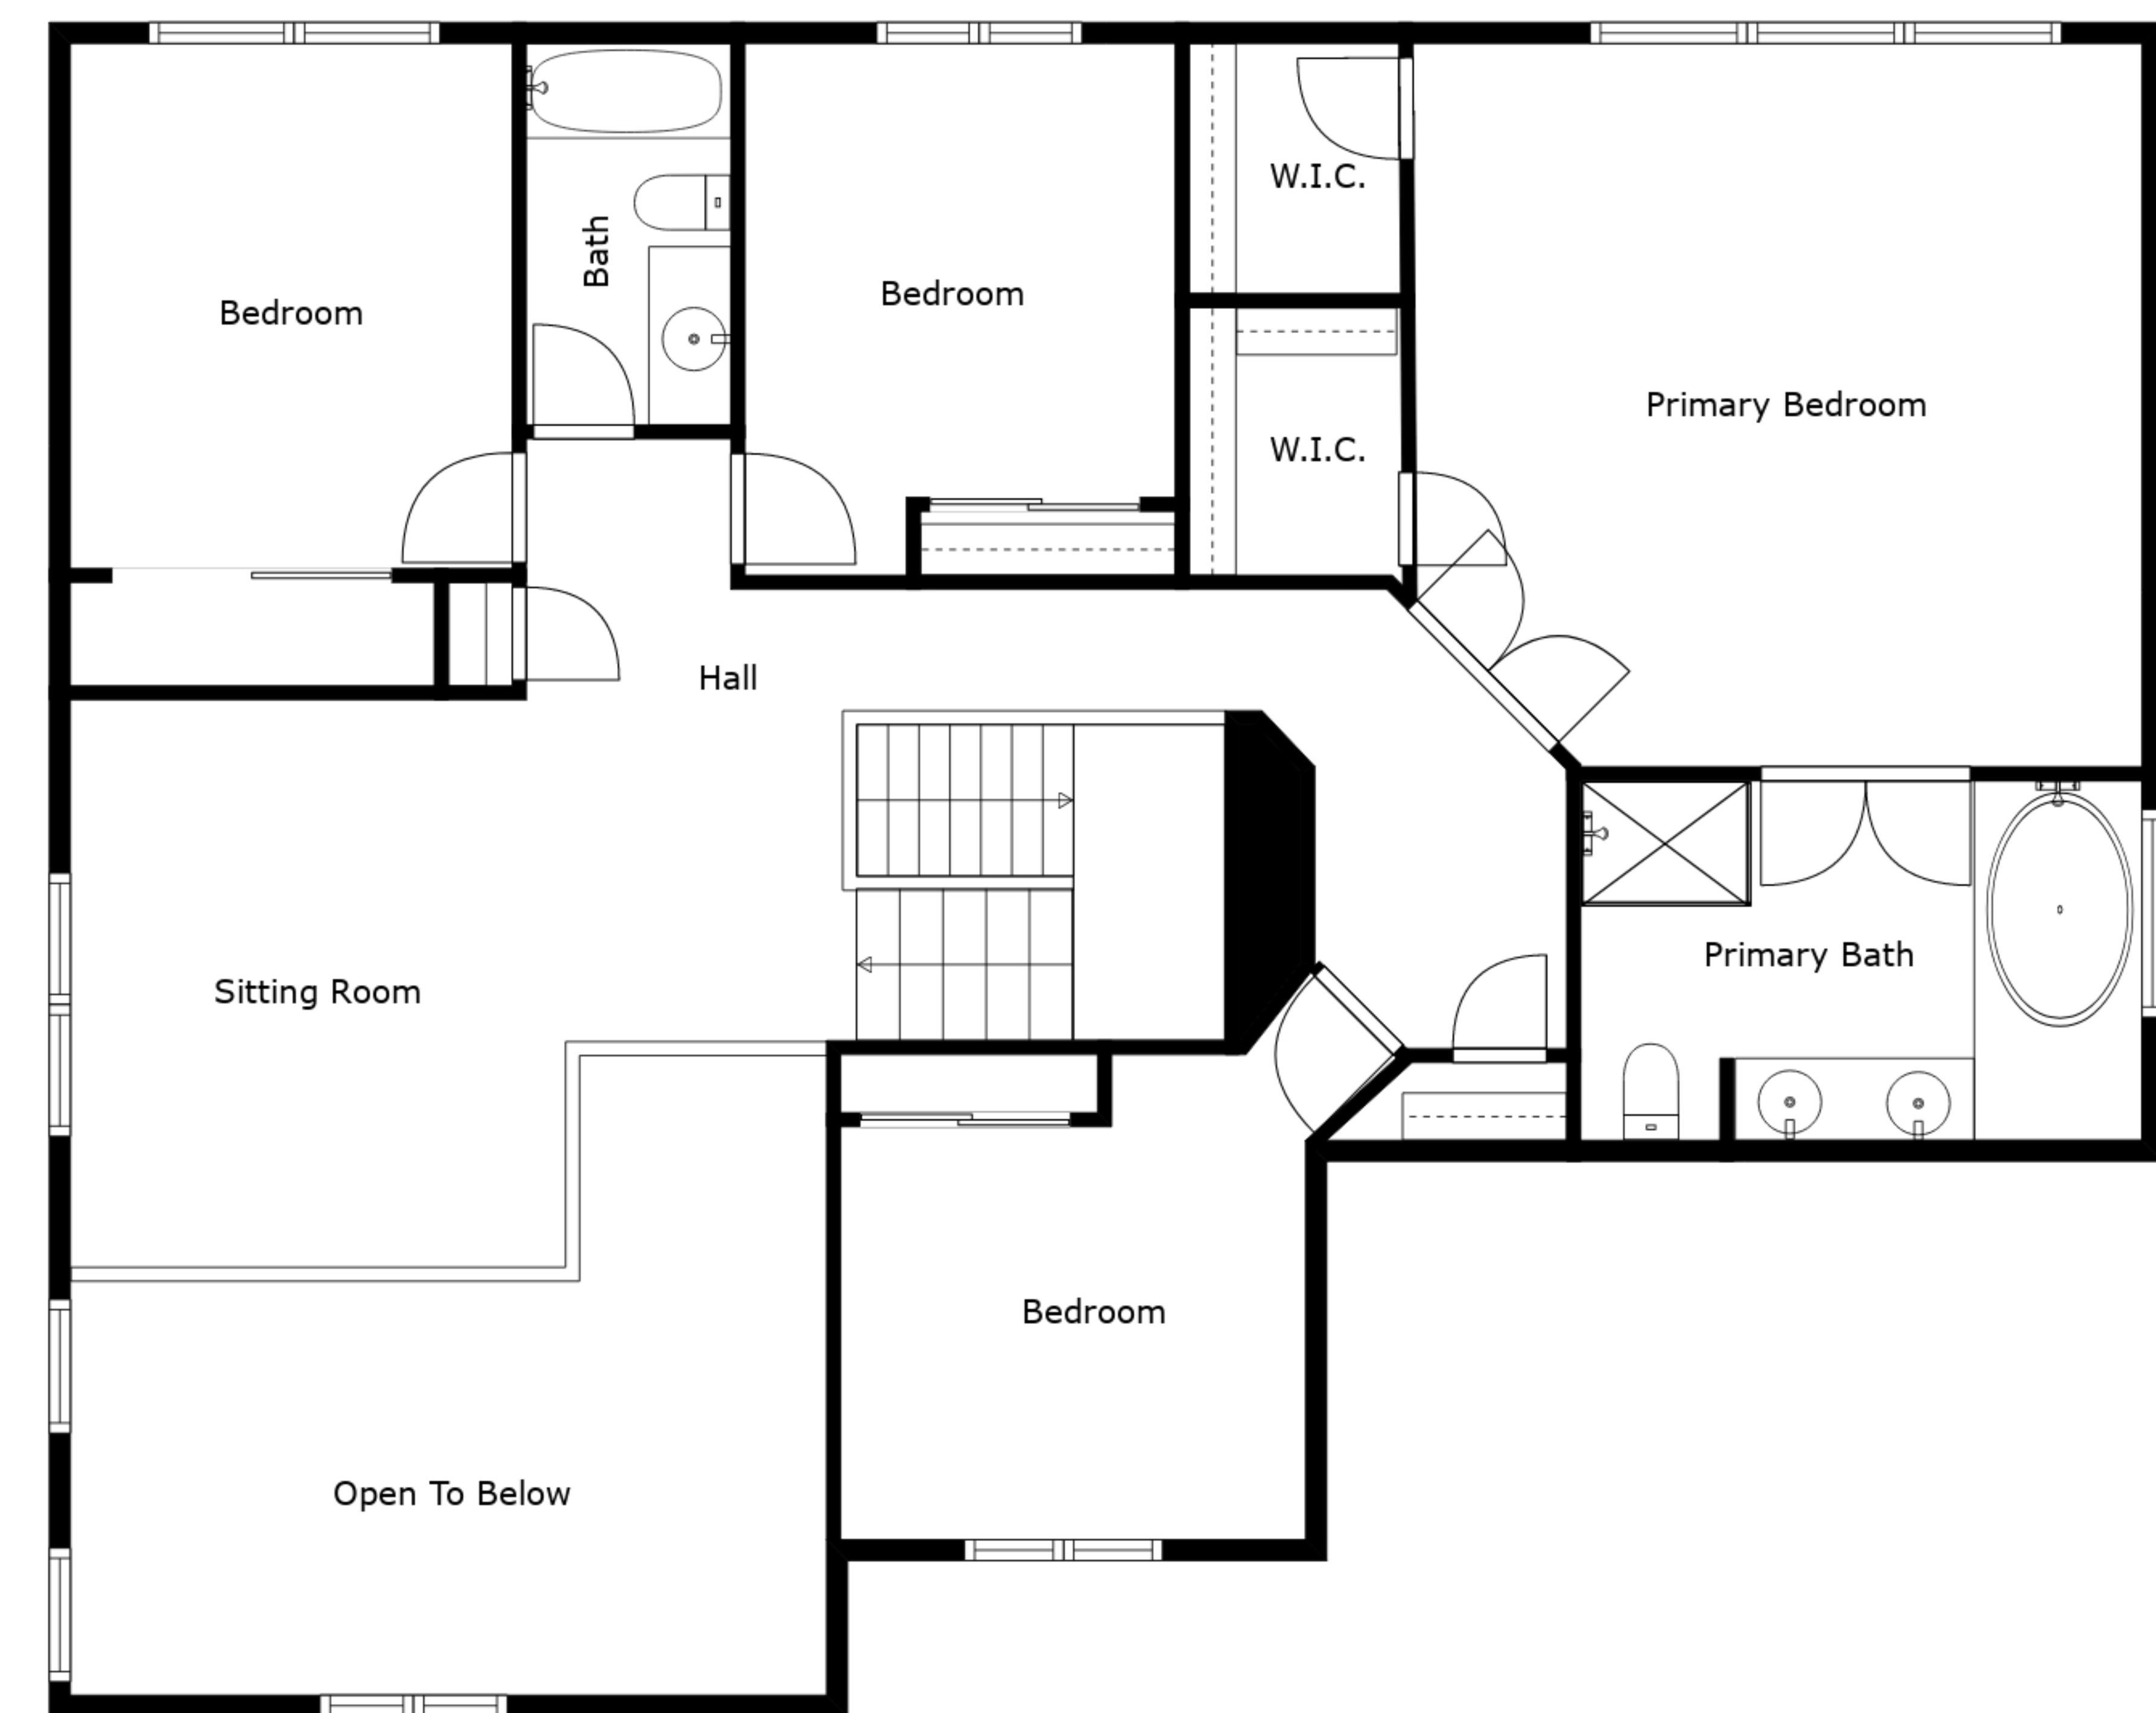 W.I.C.
Bath
Bedroom
Bedroom
Primary Bedroom
W.I.C.
Hall
Primary Bath
Sitting Room
Bedroom
Open To Below